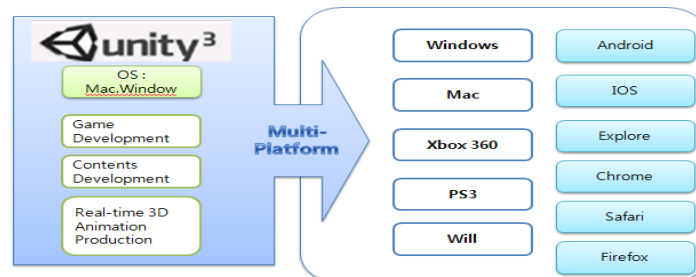 unity³
OS :
Mac,Window
Game
Development
Contents
Development
Real-time 3D
Animation
Production
Multi-
Platform
Windows
Mac
Xbox 360
PS3
Will
Android
IOS
Explore
Chrome
Safari
Firefox